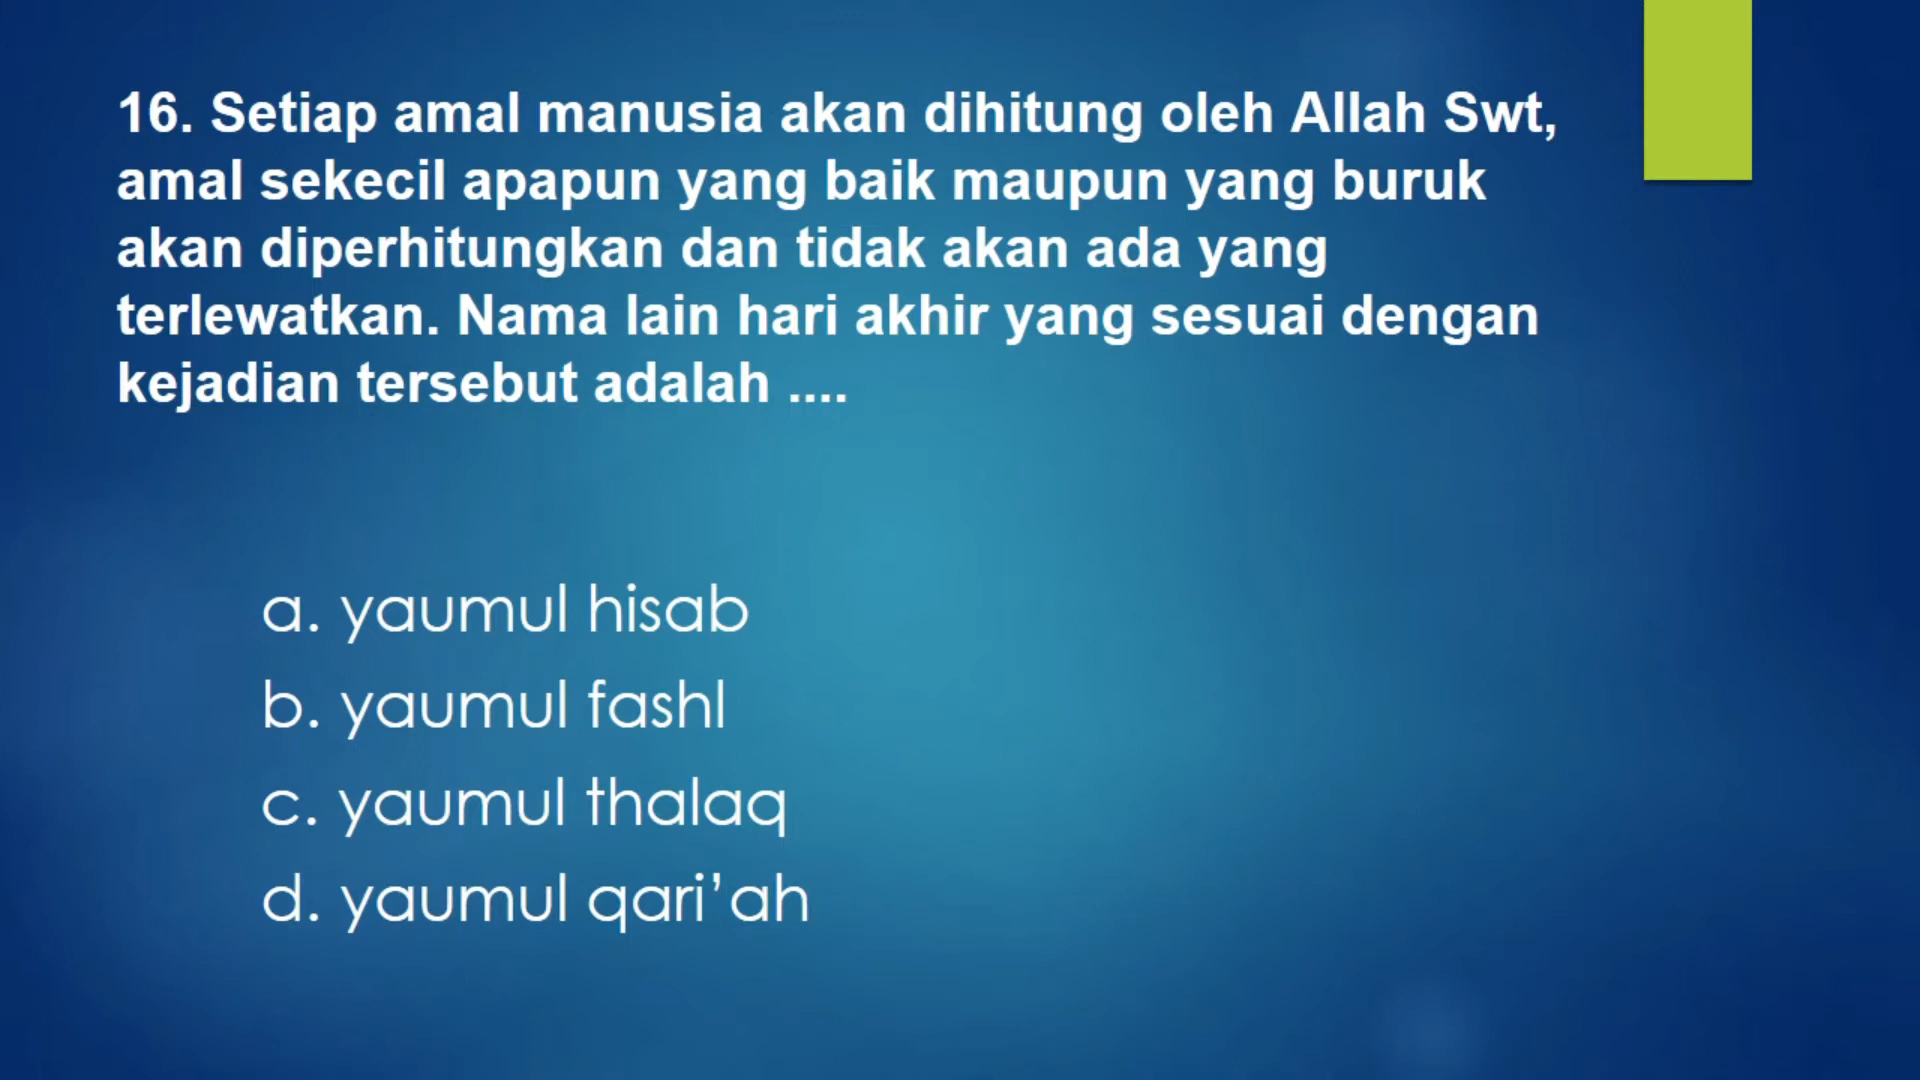 16. Setiap amal manusia akan dihitung oleh Allah Swt,
amal sekecil apapun yang baik maupun yang buruk
akan diperhitungkan dan tidak akan ada yang
terlewatkan. Nama lain hari akhir yang sesuai dengan
kejadian tersebut adalah ....
a. yaumul hisab
b. yaumul fashl
c. yaumul thalaq
d. yaumul qari’ah